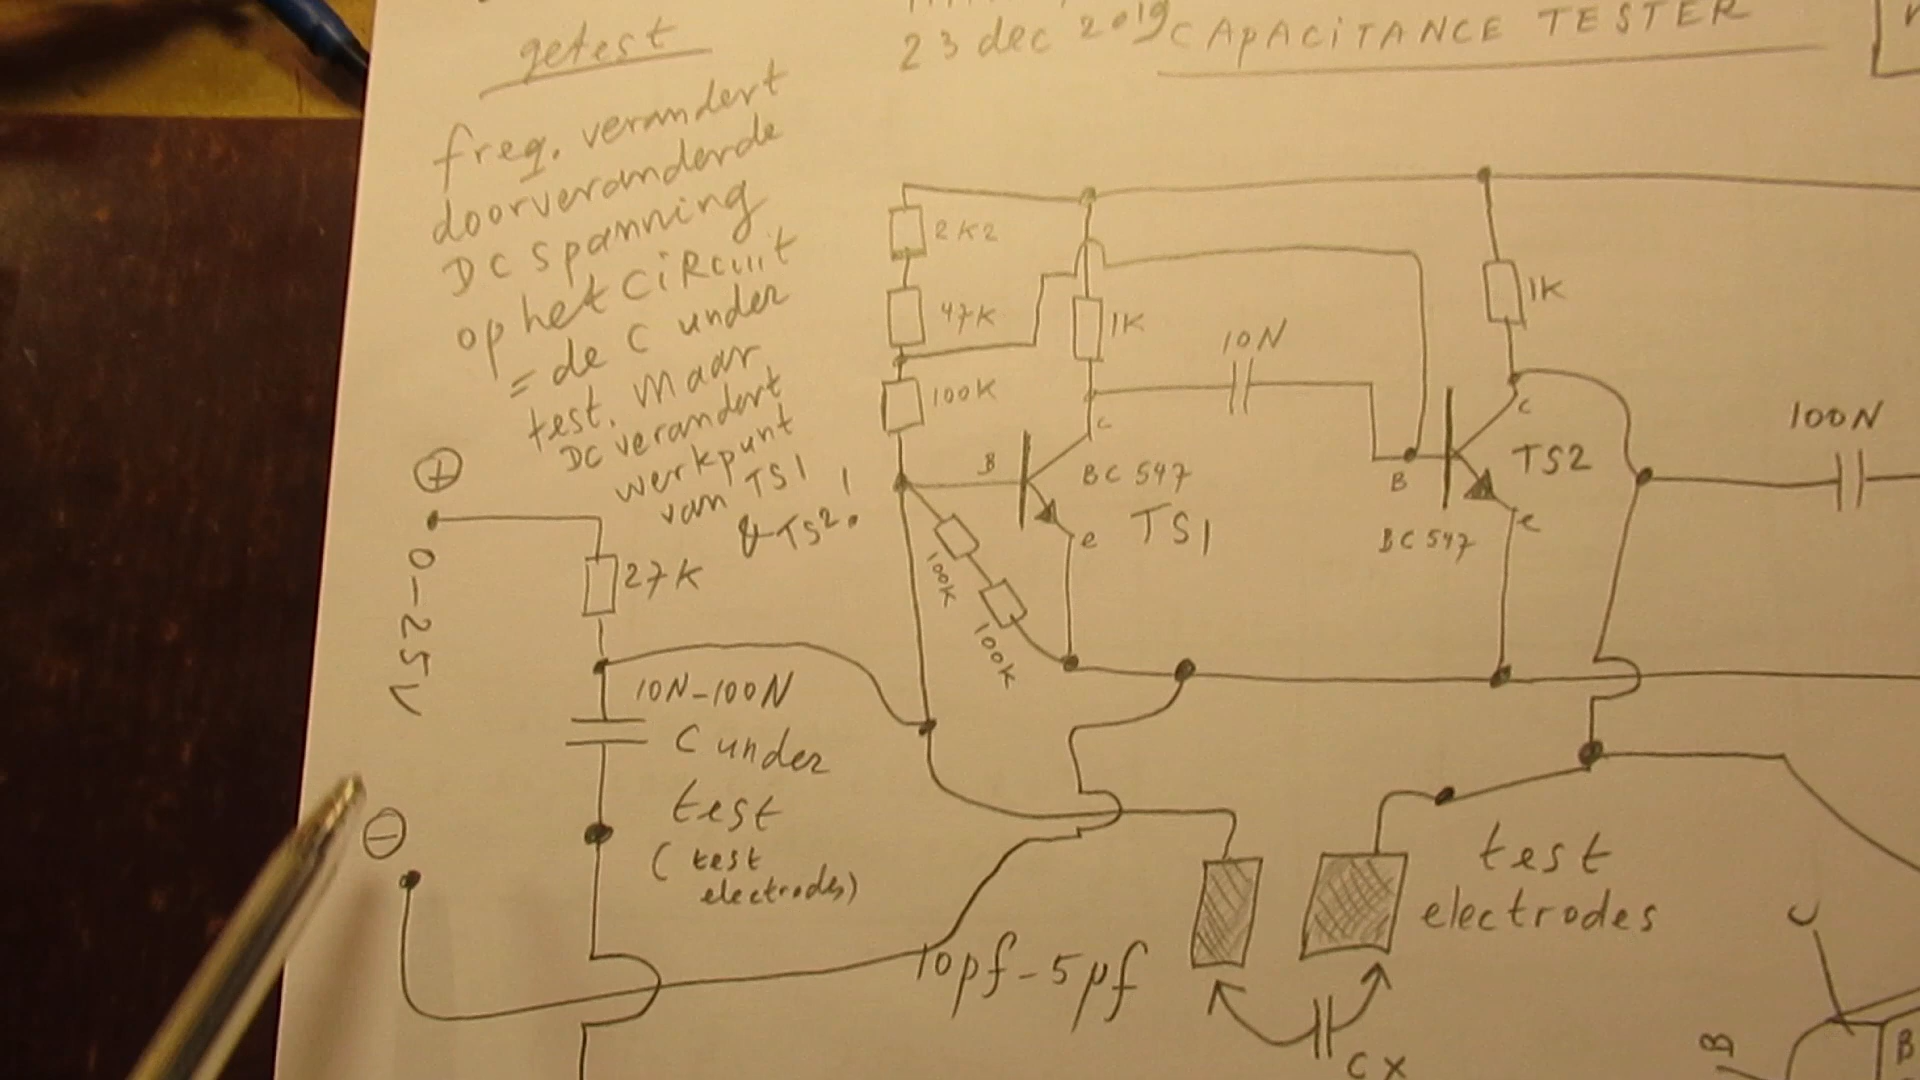 getest
23 dec 2019
CAPACITANCE TESTER
freq. verandert
door veranderde
DC spanning
op het CIRCUIT
= de C under
test. maar
DC verandert
werkpunt
van TS1
& TS2!
2K2
47K
100K
1K
10N
1K
100N
B
c
BC 547
TS1
e
B
c
TS2
e
BC 547
100K
100K
+
0-25V
27K
10N-100N
C under
test
(test
electrodes)
-
10pf-5pf
test
electrodes
CX
B
B